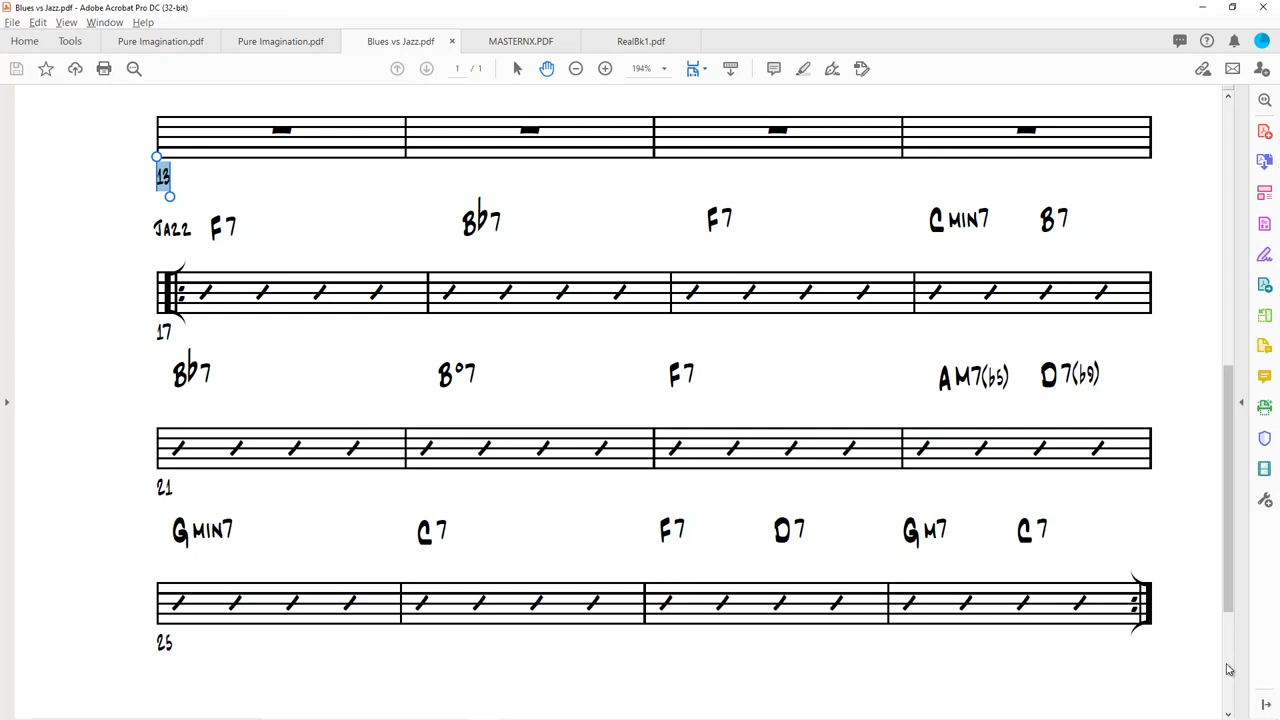 Blues vs Jazz.pdf - Adobe Acrobat Pro DC (32-bit)
File Edit View Window Help
Home Tools Pure Imagination.pdf Pure Imagination.pdf Blues vs Jazz.pdf × MASTERNX.PDF RealBk1.pdf
1 / 1 194%
13
JAZZ F7 Bb7 F7 CMIN7 B7
17
Bb7 B°7 F7 AM7(b5) D7(b9)
21
GMIN7 C7 F7 D7 GM7 C7
25